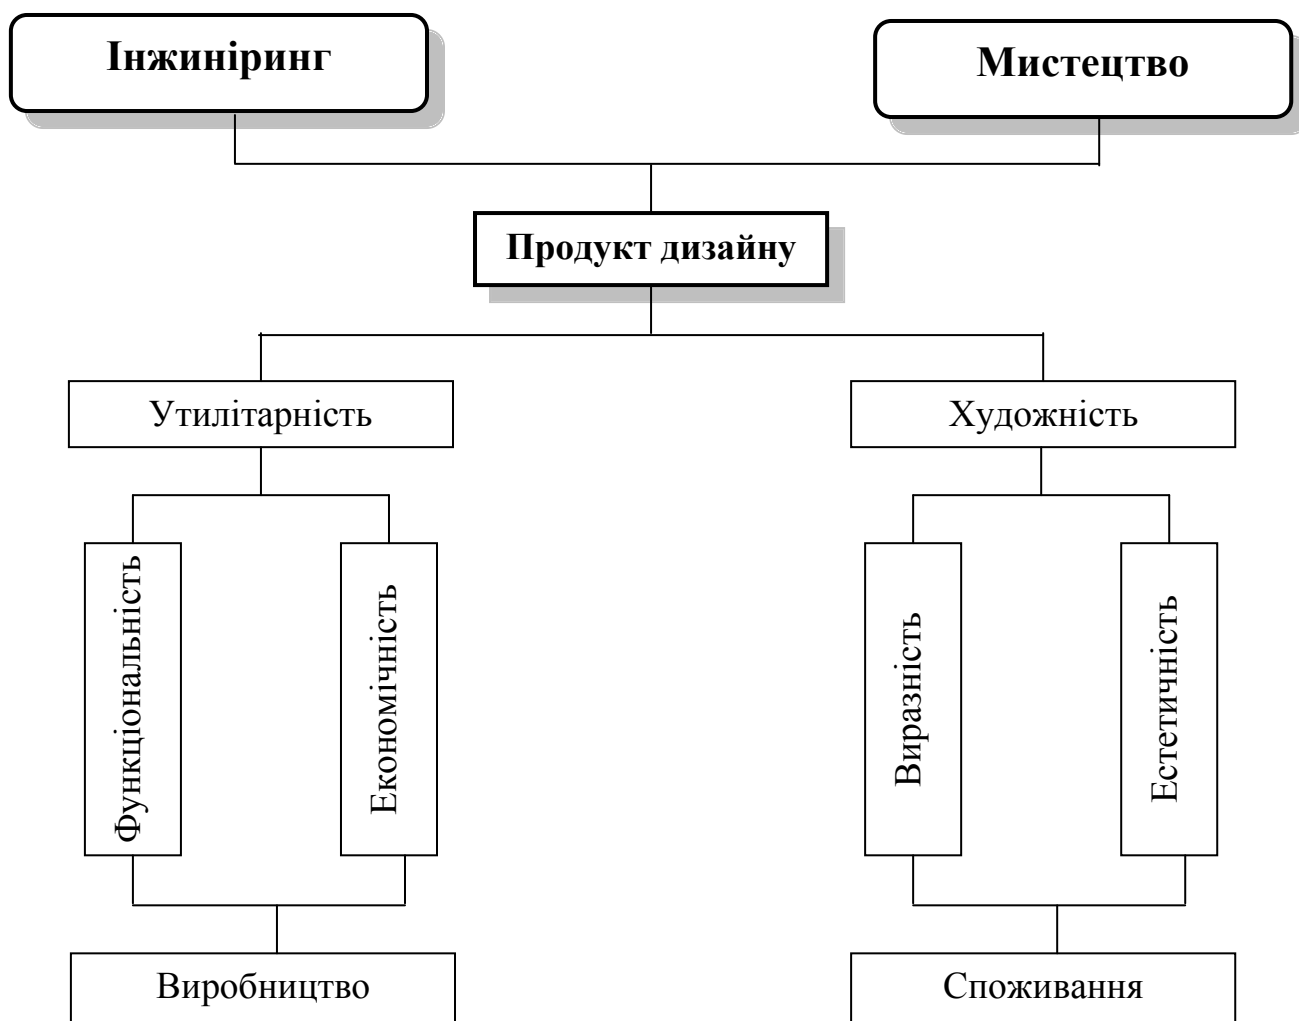 Інжиніринг
Мистецтво
Продукт дизайну
Утилітарність
Художність
Функціональність
Економічність
Виразність
Естетичність
Виробництво
Споживання